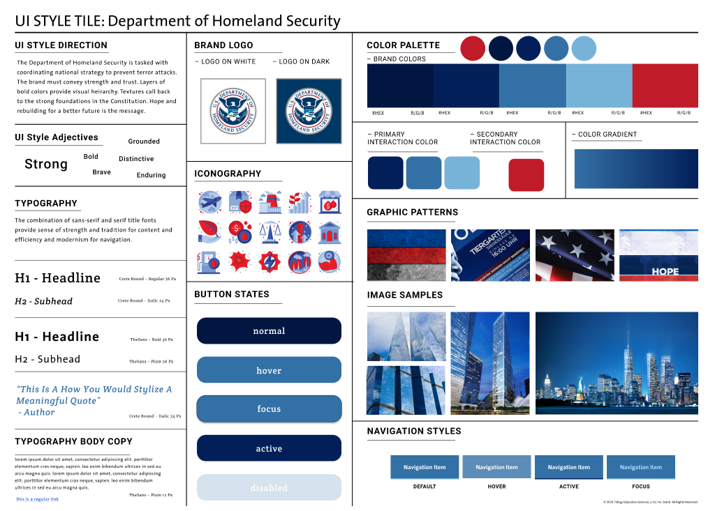 UI STYLE TILE: Department of Homeland Security
UI STYLE DIRECTION
The Department of Homeland Security is tasked with
coordinating national strategy to prevent terror attacks.
The brand must convey strength and trust. Layers of
bold colors provide visual heirarchy. Textures call back
to the strong foundations in the Constitution. Hope and
rebuilding for a better future is the message.
UI Style Adjectives
Grounded
Strong
Bold
Distinctive
Brave
Enduring
TYPOGRAPHY
The combination of sans-serif and serif title fonts
provide sense of strength and tradition for content and
efficiency and modernism for navigation.
H1 - Headline
Crete Round - Regular 36 Px
H2 - Subhead
Crete Round - Italic 24 Px
H1 - Headline
TheSans - Bold 36 Px
H2 - Subhead
TheSans - Plain 26 Px
"This Is A How You Would Stylize A
Meaningful Quote"
- Author
Crete Round - Italic 24 Px
TYPOGRAPHY BODY COPY
lorem ipsum dolor sit amet, consectetur adipiscing elit. porttitor
elementum cras neque, sapien. leo enim bibendum ultrices in sed eu
arcu magna quis. lorem ipsum dolor sit amet, consectetur adipiscing
elit. porttitor elementum cras neque, sapien. leo enim bibendum
ultrices in sed eu arcu magna quis.
TheSans - Plain 12 Px
this is a regular link
BRAND LOGO
– LOGO ON WHITE
– LOGO ON DARK
U.S. DEPARTMENT OF HOMELAND SECURITY
U.S. DEPARTMENT OF HOMELAND SECURITY
ICONOGRAPHY
BUTTON STATES
normal
hover
focus
active
disabled
COLOR PALETTE
– BRAND COLORS
#HEX R/G/B #HEX R/G/B #HEX R/G/B #HEX R/G/B #HEX R/G/B
– PRIMARY
INTERACTION COLOR
– SECONDARY
INTERACTION COLOR
– COLOR GRADIENT
GRAPHIC PATTERNS
TIERGARTE
16:00 UHR
HOPE
IMAGE SAMPLES
NAVIGATION STYLES
Navigation Item
Navigation Item
Navigation Item
Navigation Item
DEFAULT
HOVER
ACTIVE
FOCUS